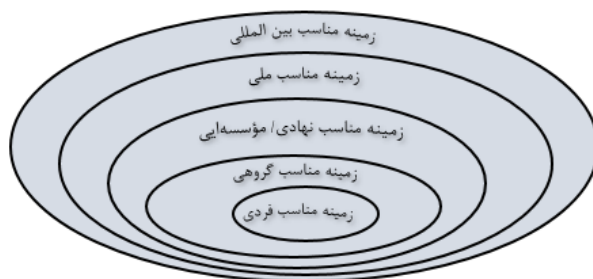 زمینه مناسب بین المللی
زمینه مناسب ملی
زمینه مناسب نهادی/ مؤسسه‌ایی
زمینه مناسب گروهی
زمینه مناسب فردی